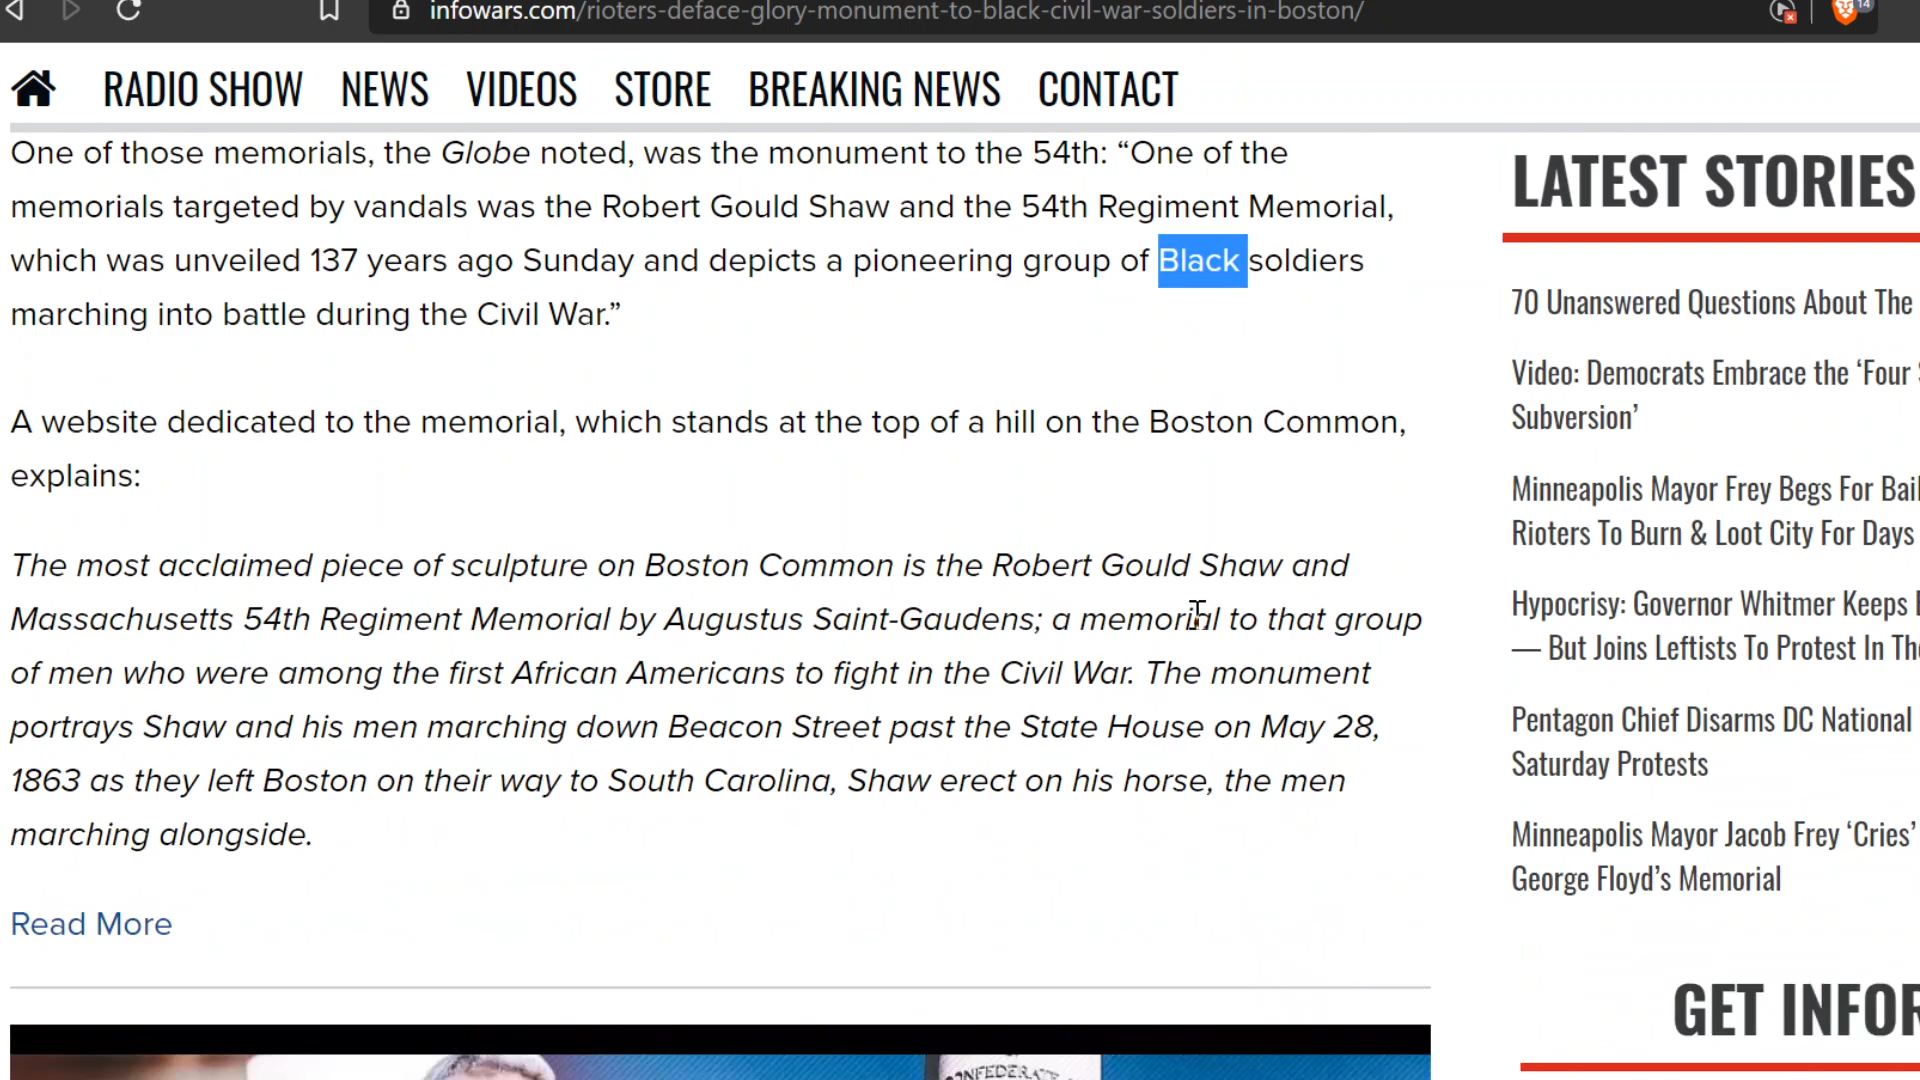 infowars.com/rioters-deface-glory-monument-to-black-civil-war-soldiers-in-boston/
14
RADIO SHOW NEWS VIDEOS STORE BREAKING NEWS CONTACT
One of those memorials, the Globe noted, was the monument to the 54th: “One of the
memorials targeted by vandals was the Robert Gould Shaw and the 54th Regiment Memorial,
which was unveiled 137 years ago Sunday and depicts a pioneering group of Black soldiers
marching into battle during the Civil War.”
A website dedicated to the memorial, which stands at the top of a hill on the Boston Common,
explains:
The most acclaimed piece of sculpture on Boston Common is the Robert Gould Shaw and
Massachusetts 54th Regiment Memorial by Augustus Saint-Gaudens; a memorial to that group
of men who were among the first African Americans to fight in the Civil War. The monument
portrays Shaw and his men marching down Beacon Street past the State House on May 28,
1863 as they left Boston on their way to South Carolina, Shaw erect on his horse, the men
marching alongside.
Read More
LATEST STORIES
70 Unanswered Questions About The
Video: Democrats Embrace the ‘Four
Subversion’
Minneapolis Mayor Frey Begs For
Rioters To Burn & Loot City For Days
Hypocrisy: Governor Whitmer Keeps
— But Joins Leftists To Protest In
Pentagon Chief Disarms DC National
Saturday Protests
Minneapolis Mayor Jacob Frey ‘Cries’
George Floyd’s Memorial
GET